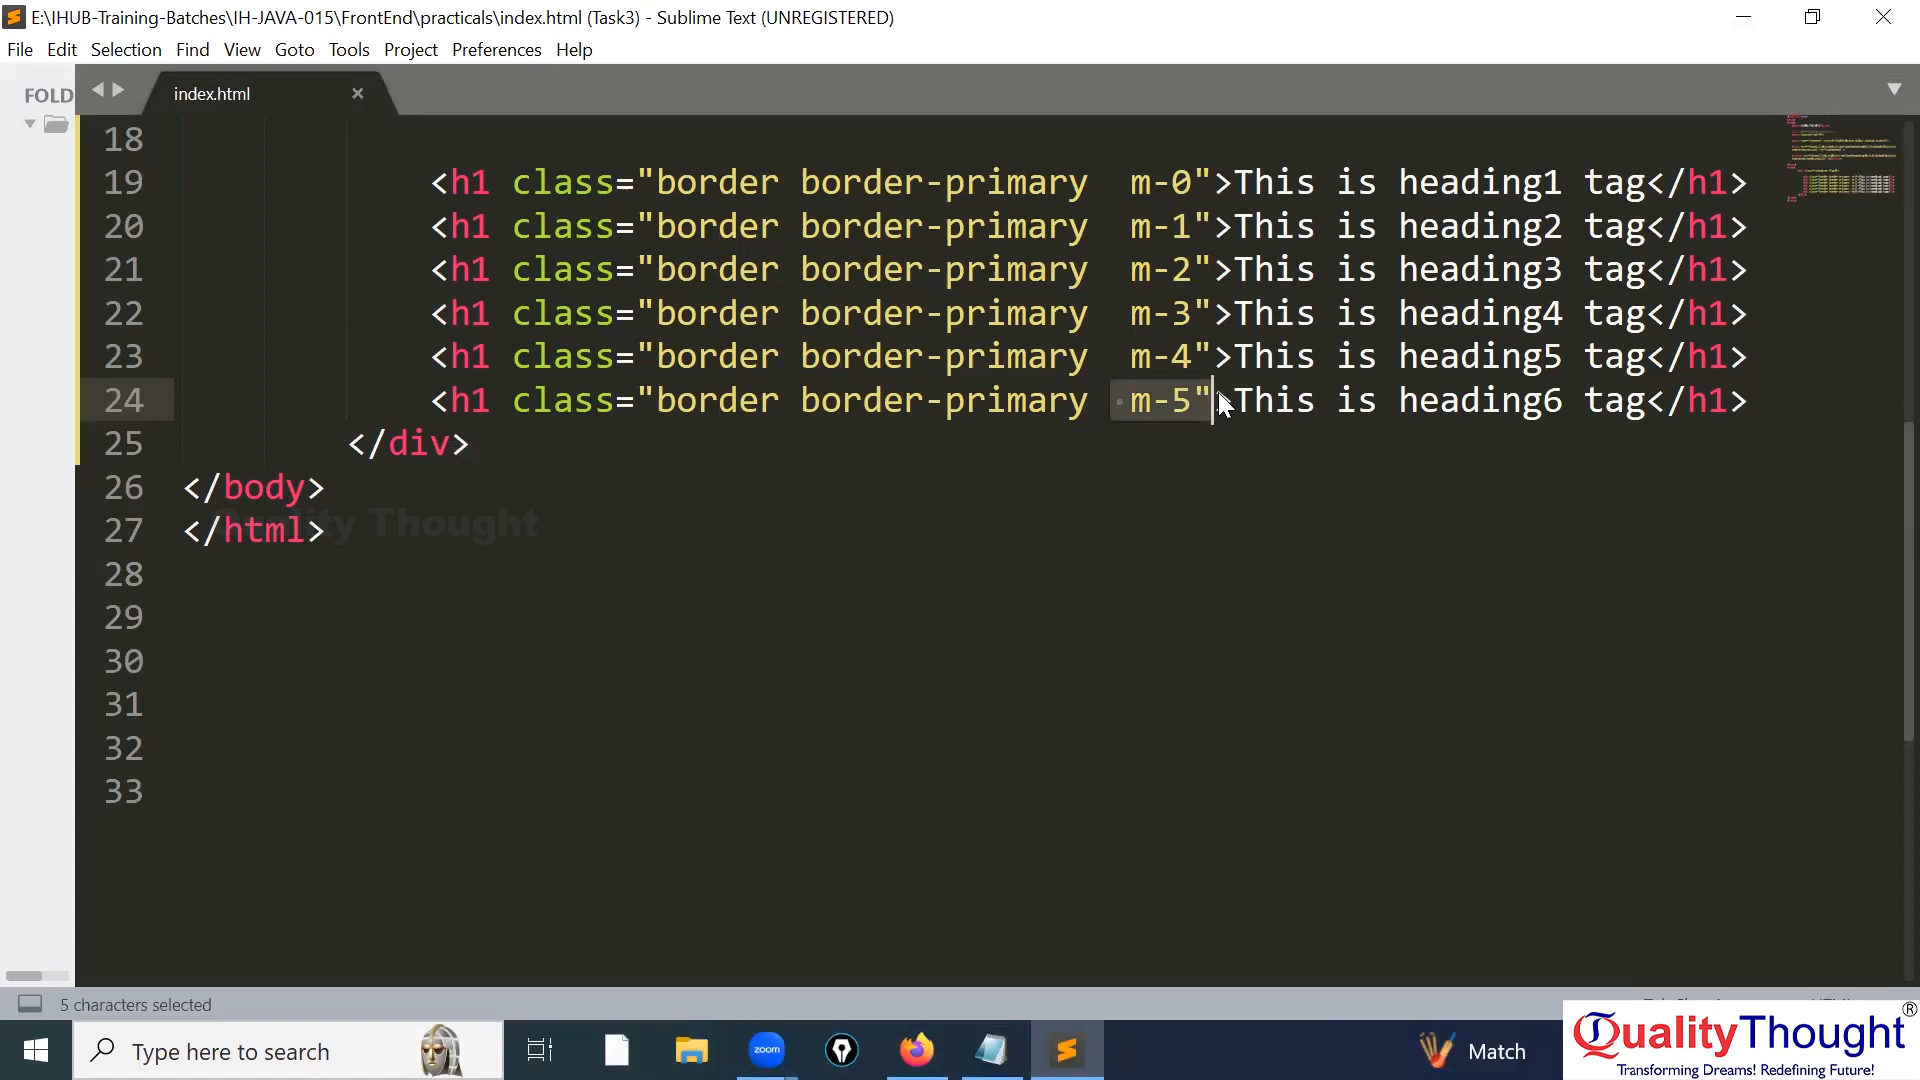 E:\IHUB-Training-Batches\IH-JAVA-015\FrontEnd\practicals\index.html (Task3) - Sublime Text (UNREGISTERED)
File Edit Selection Find View Goto Tools Project Preferences Help
FOLD
index.html
18
19 <h1 class="border border-primary  m-0">This is heading1 tag</h1>
20 <h1 class="border border-primary  m-1">This is heading2 tag</h1>
21 <h1 class="border border-primary  m-2">This is heading3 tag</h1>
22 <h1 class="border border-primary  m-3">This is heading4 tag</h1>
23 <h1 class="border border-primary  m-4">This is heading5 tag</h1>
24 <h1 class="border border-primary  m-5">This is heading6 tag</h1>
25 </div>
26 </body>
Quality Thought
27 </html>
28
29
30
31
32
33
5 characters selected
Type here to search
zoom
Match
QualityThought®
Transforming Dreams! Redefining Future!